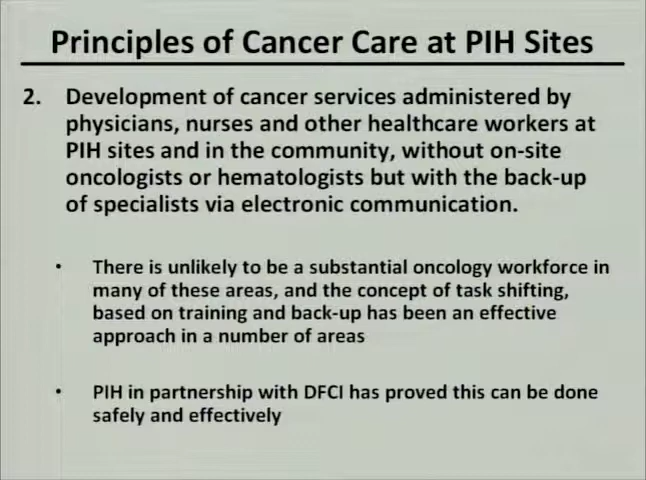 Principles of Cancer Care at PIH Sites
2. Development of cancer services administered by
physicians, nurses and other healthcare workers at
PIH sites and in the community, without on-site
oncologists or hematologists but with the back-up
of specialists via electronic communication.
• There is unlikely to be a substantial oncology workforce in
many of these areas, and the concept of task shifting,
based on training and back-up has been an effective
approach in a number of areas
• PIH in partnership with DFCI has proved this can be done
safely and effectively